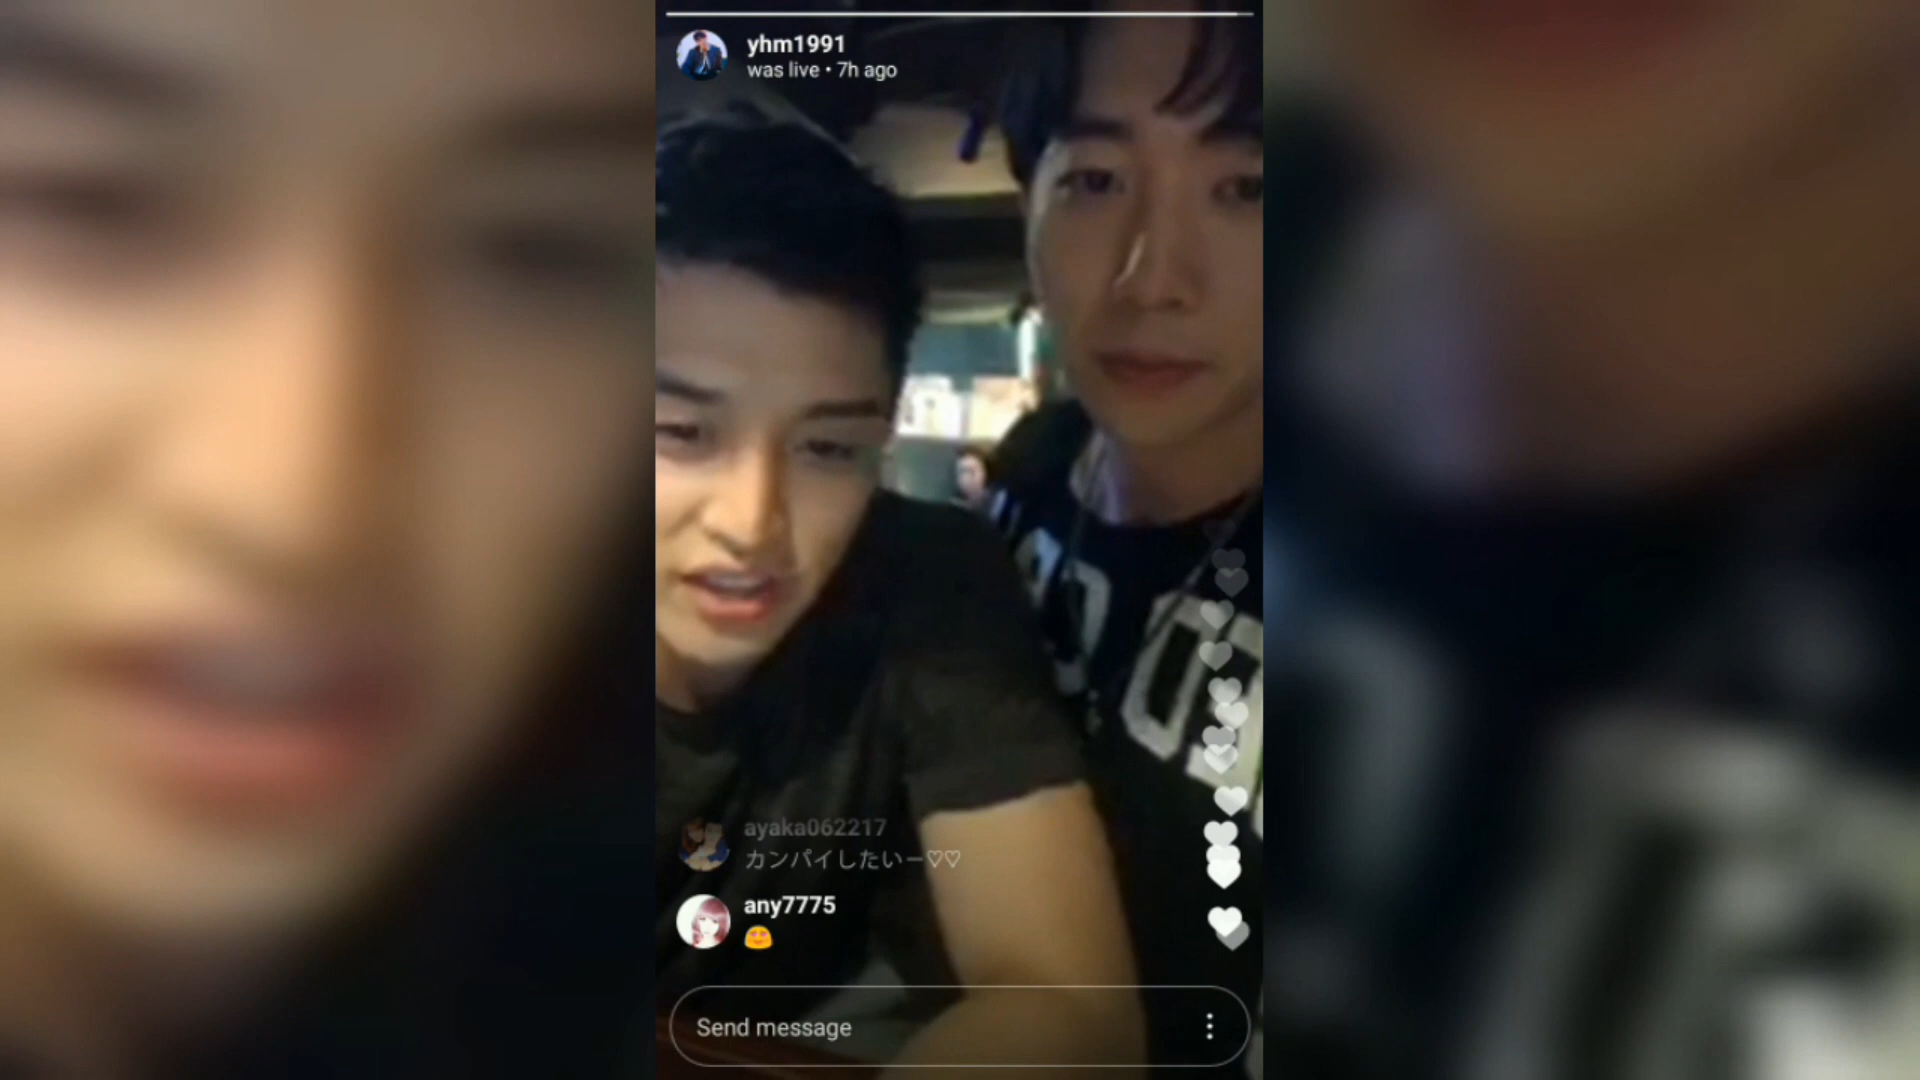 yhm1991
was live • 7h ago
ayaka062217
カンパイしたいー♡♡
any7775
😍
Send message